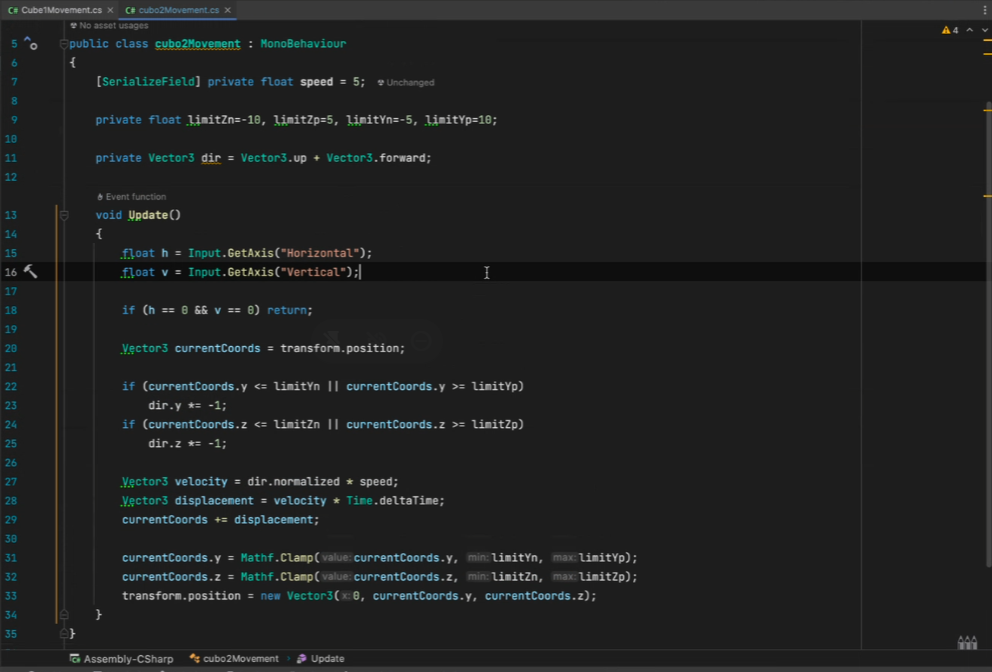 C# Cube1Movement.cs × C# cubo2Movement.cs ×
No asset usages
4
5 public class cubo2Movement : MonoBehaviour
6 {
7 [SerializeField] private float speed = 5; Unchanged
8
9 private float limitZn=-10, limitZp=5, limitYn=-5, limitYp=10;
10
11 private Vector3 dir = Vector3.up + Vector3.forward;
12
Event function
13 void Update()
14 {
15 float h = Input.GetAxis("Horizontal");
16 float v = Input.GetAxis("Vertical");
17
18 if (h == 0 && v == 0) return;
19
20 Vector3 currentCoords = transform.position;
21
22 if (currentCoords.y <= limitYn || currentCoords.y >= limitYp)
23 dir.y *= -1;
24 if (currentCoords.z <= limitZn || currentCoords.z >= limitZp)
25 dir.z *= -1;
26
27 Vector3 velocity = dir.normalized * speed;
28 Vector3 displacement = velocity * Time.deltaTime;
29 currentCoords += displacement;
30
31 currentCoords.y = Mathf.Clamp(value: currentCoords.y, min: limitYn, max: limitYp);
32 currentCoords.z = Mathf.Clamp(value: currentCoords.z, min: limitZn, max: limitZp);
33 transform.position = new Vector3(x: 0, currentCoords.y, currentCoords.z);
34 }
35 }
Assembly-CSharp cubo2Movement › Update